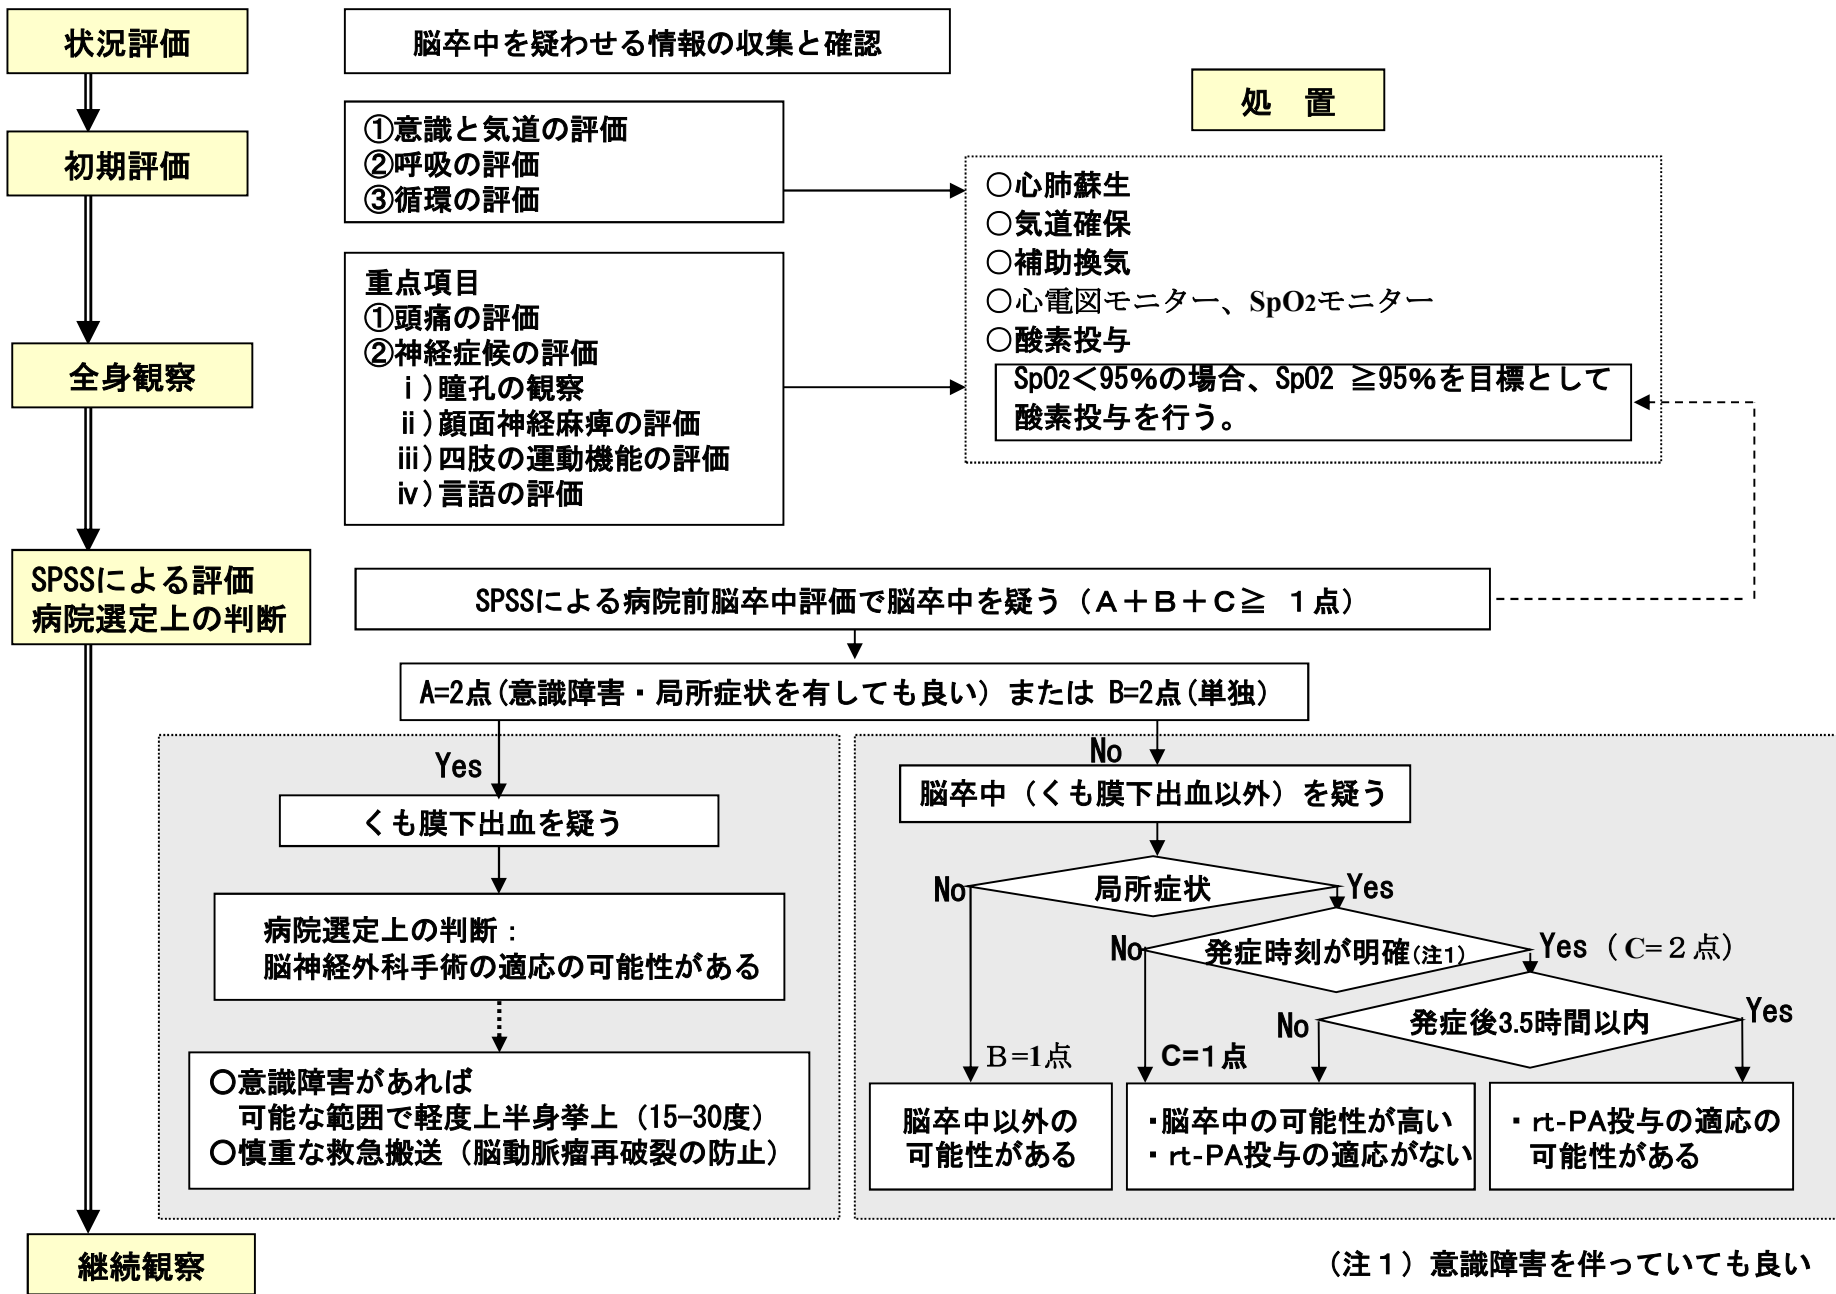 状況評価
脳卒中を疑わせる情報の収集と確認
処　置
初期評価
①意識と気道の評価
②呼吸の評価
③循環の評価
○心肺蘇生
○気道確保
○補助換気
○心電図モニター、SpO2モニター
○酸素投与
SpO2<95%の場合、SpO2 ≧95%を目標として
酸素投与を行う。
全身観察
重点項目
①頭痛の評価
②神経症候の評価
ⅰ)瞳孔の観察
ⅱ)顔面神経麻痺の評価
ⅲ)四肢の運動機能の評価
ⅳ)言語の評価
SPSSによる評価
病院選定上の判断
SPSSによる病院前脳卒中評価で脳卒中を疑う（A＋B＋C≧ 1点）
A=2点(意識障害・局所症状を有しても良い) または B=2点(単独)
Yes
くも膜下出血を疑う
病院選定上の判断：
脳神経外科手術の適応の可能性がある
○意識障害があれば
可能な範囲で軽度上半身挙上（15-30度）
○慎重な救急搬送（脳動脈瘤再破裂の防止）
No
脳卒中（くも膜下出血以外）を疑う
局所症状
No
Yes
発症時刻が明確(注1)
No
Yes（C=２点）
発症後3.5時間以内
No
Yes
B=1点
C=1点
脳卒中以外の
可能性がある
・脳卒中の可能性が高い
・rt-PA投与の適応がない
・rt-PA投与の適応の
可能性がある
継続観察
（注１）意識障害を伴っていても良い